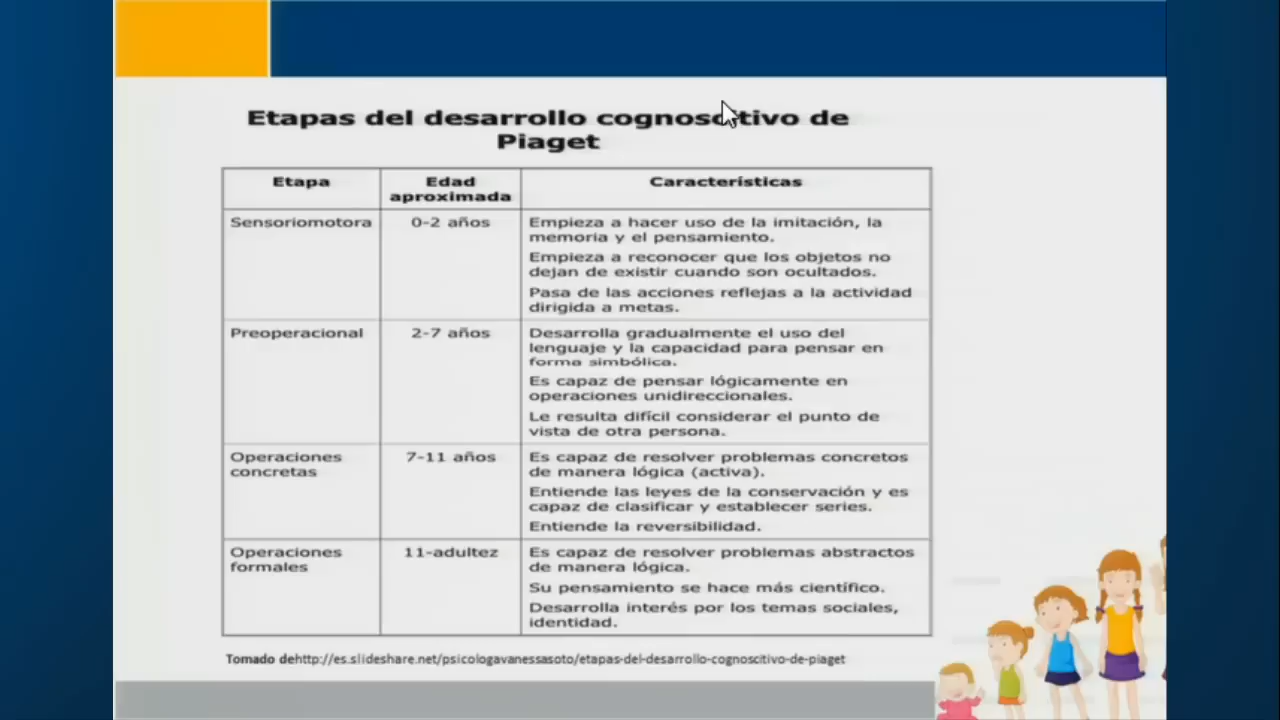 Etapas del desarrollo cognoscitivo de
Piaget
Etapa
Edad
aproximada
Características
Sensoriomotora
0-2 años
Empieza a hacer uso de la imitación, la
memoria y el pensamiento.
Empieza a reconocer que los objetos no
dejan de existir cuando son ocultados.
Pasa de las acciones reflejas a la actividad
dirigida a metas.
Preoperacional
2-7 años
Desarrolla gradualmente el uso del
lenguaje y la capacidad para pensar en
forma simbólica.
Es capaz de pensar lógicamente en
operaciones unidireccionales.
Le resulta difícil considerar el punto de
vista de otra persona.
Operaciones
concretas
7-11 años
Es capaz de resolver problemas concretos
de manera lógica (activa).
Entiende las leyes de la conservación y es
capaz de clasificar y establecer series.
Entiende la reversibilidad.
Operaciones
formales
11-adultez
Es capaz de resolver problemas abstractos
de manera lógica.
Su pensamiento se hace más científico.
Desarrolla interés por los temas sociales,
identidad.
Tomado dehttp://es.slideshare.net/psicologavanessasoto/etapas-del-desarrollo-cognoscitivo-de-piaget